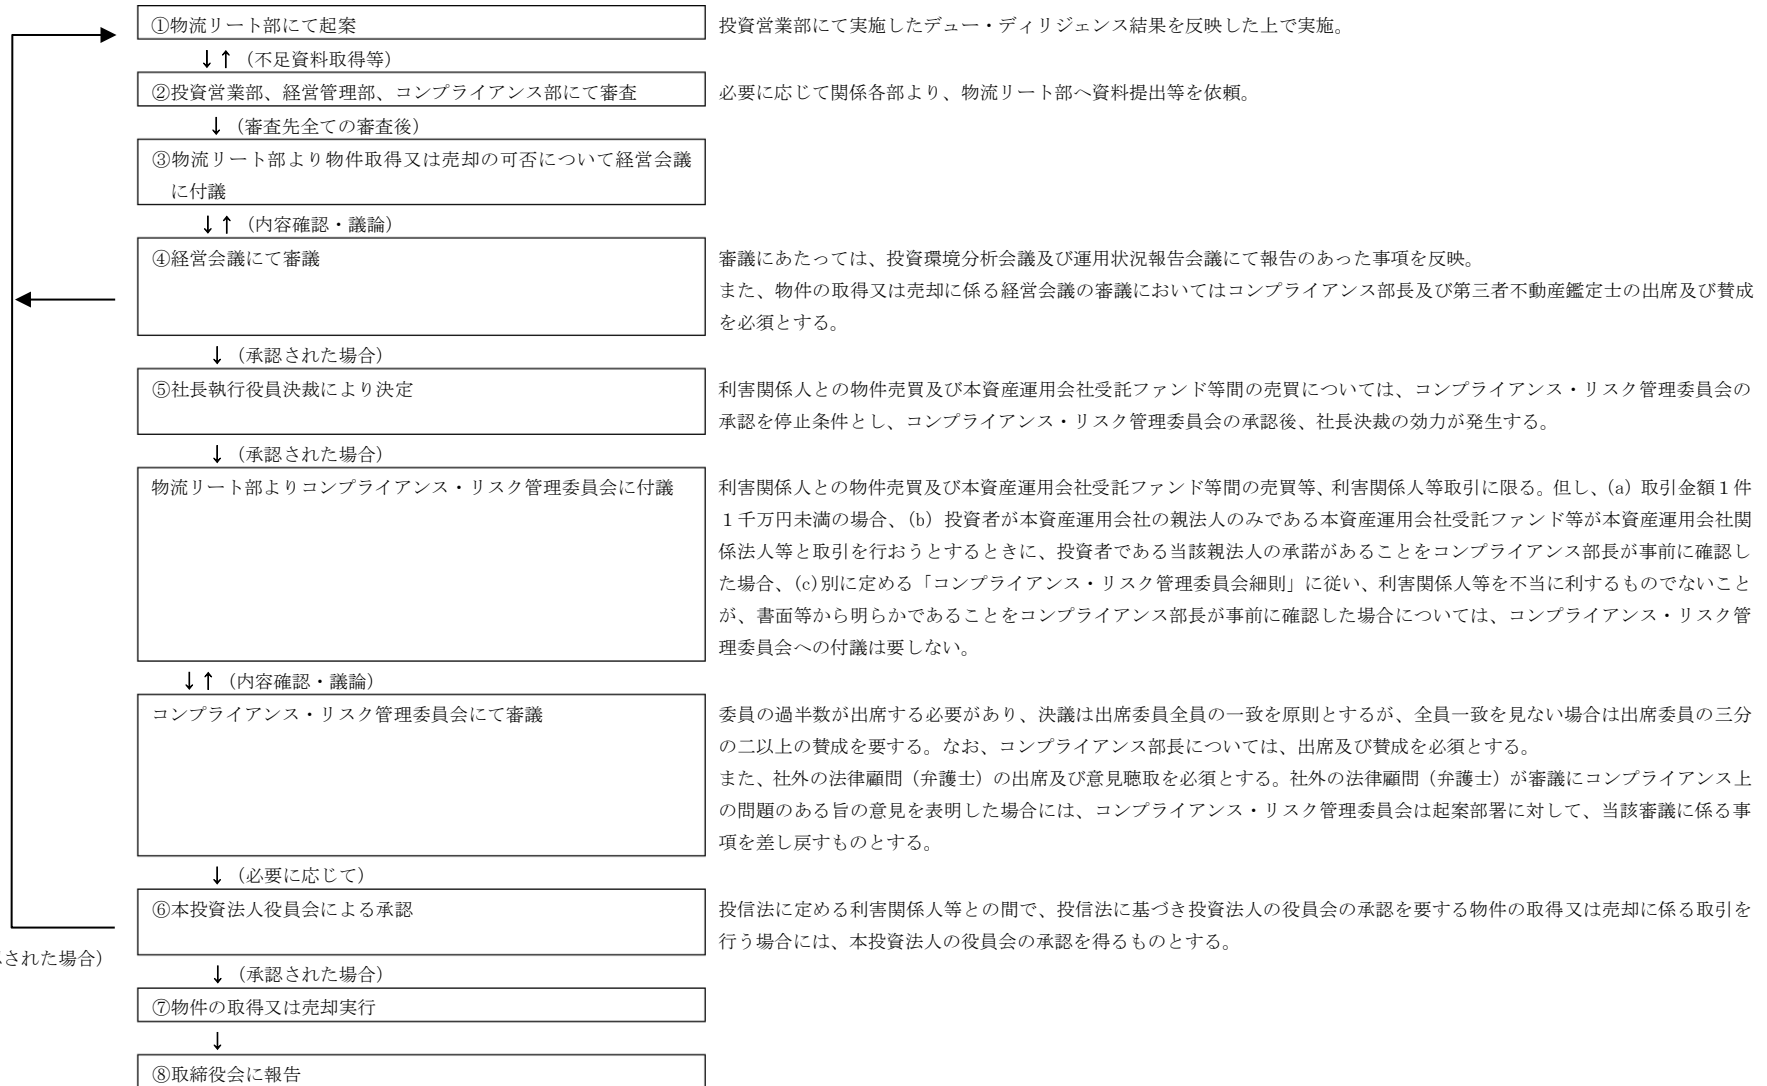 ①物流リート部にて起案
投資営業部にて実施したデュー・ディリジェンス結果を反映した上で実施。
↓↑（不足資料取得等）
②投資営業部、経営管理部、コンプライアンス部にて審査
必要に応じて関係各部より、物流リート部へ資料提出等を依頼。
↓（審査先全ての審査後）
③物流リート部より物件取得又は売却の可否について経営会議
に付議
↓↑（内容確認・議論）
④経営会議にて審議
審議にあたっては、投資環境分析会議及び運用状況報告会議にて報告のあった事項を反映。
また、物件の取得又は売却に係る経営会議の審議においてはコンプライアンス部長及び第三者不動産鑑定士の出席及び賛成
を必須とする。
↓（承認された場合）
⑤社長執行役員決裁により決定
利害関係人との物件売買及び本資産運用会社受託ファンド等間の売買については、コンプライアンス・リスク管理委員会の
承認を停止条件とし、コンプライアンス・リスク管理委員会の承認後、社長決裁の効力が発生する。
↓（承認された場合）
物流リート部よりコンプライアンス・リスク管理委員会に付議
利害関係人との物件売買及び本資産運用会社受託ファンド等間の売買等、利害関係人等取引に限る。但し、(a) 取引金額１件
１千万円未満の場合、(b) 投資者が本資産運用会社の親法人のみである本資産運用会社受託ファンド等が本資産運用会社関
係法人等と取引を行おうとするときに、投資者である当該親法人の承諾があることをコンプライアンス部長が事前に確認し
た場合、(c)別に定める「コンプライアンス・リスク管理委員会細則」に従い、利害関係人等を不当に利するものでないこと
が、書面等から明らかであることをコンプライアンス部長が事前に確認した場合については、コンプライアンス・リスク管
理委員会への付議は要しない。
↓↑（内容確認・議論）
コンプライアンス・リスク管理委員会にて審議
委員の過半数が出席する必要があり、決議は出席委員全員の一致を原則とするが、全員一致を見ない場合は出席委員の三分
の二以上の賛成を要する。なお、コンプライアンス部長については、出席及び賛成を必須とする。
また、社外の法律顧問（弁護士）の出席及び意見聴取を必須とする。社外の法律顧問（弁護士）が審議にコンプライアンス上
の問題のある旨の意見を表明した場合には、コンプライアンス・リスク管理委員会は起案部署に対して、当該審議に係る事
項を差し戻すものとする。
↓（必要に応じて）
⑥本投資法人役員会による承認
投信法に定める利害関係人等との間で、投信法に基づき投資法人の役員会の承認を要する物件の取得又は売却に係る取引を
行う場合には、本投資法人の役員会の承認を得るものとする。
された場合）
↓（承認された場合）
⑦物件の取得又は売却実行
↓
⑧取締役会に報告